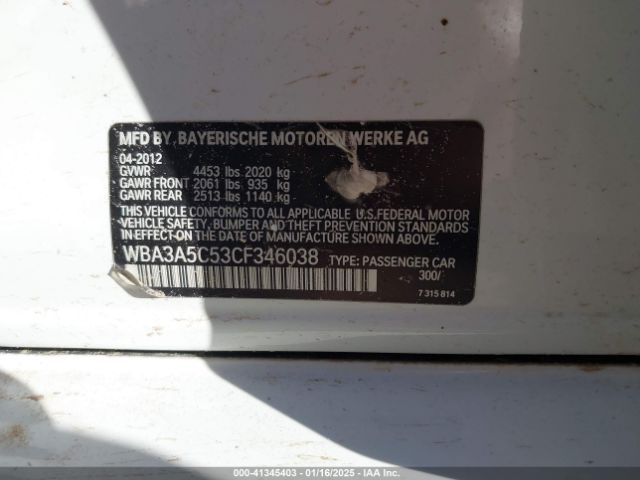 MFD BY BAYERISCHE MOTOREN WERKE AG
04-2012
GVWR 4453 lbs 2020 kg
GAWR FRONT 2061 lbs 935 kg
GAWR REAR 2513 lbs 1140 kg
THIS VEHICLE CONFORMS TO ALL APPLICABLE U.S.FEDERAL MOTOR
VEHICLE SAFETY, BUMPER AND THEFT PREVENTION STANDARDS
IN EFFECT ON THE DATE OF MANUFACTURE SHOWN ABOVE.
WBA3A5C53CF346038 TYPE: PASSENGER CAR
300/
7 315 814
000-41345403 - 01/16/2025 - IAA Inc.